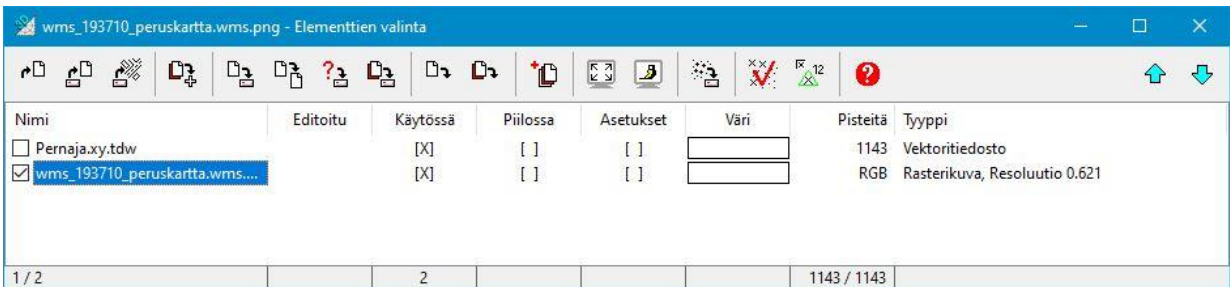 wms_193710_peruskartta.wms.png - Elementtien valinta
12
Nimi Editoitu Käytössä Piilossa Asetukset Väri Pisteitä Tyyppi
Pernaja.xy.tdw [X] [ ] [ ] 1143 Vektoritiedosto
wms_193710_peruskartta.wms.... [X] [ ] [ ] RGB Rasterikuva, Resoluutio 0.621
1 / 2 2 1143 / 1143